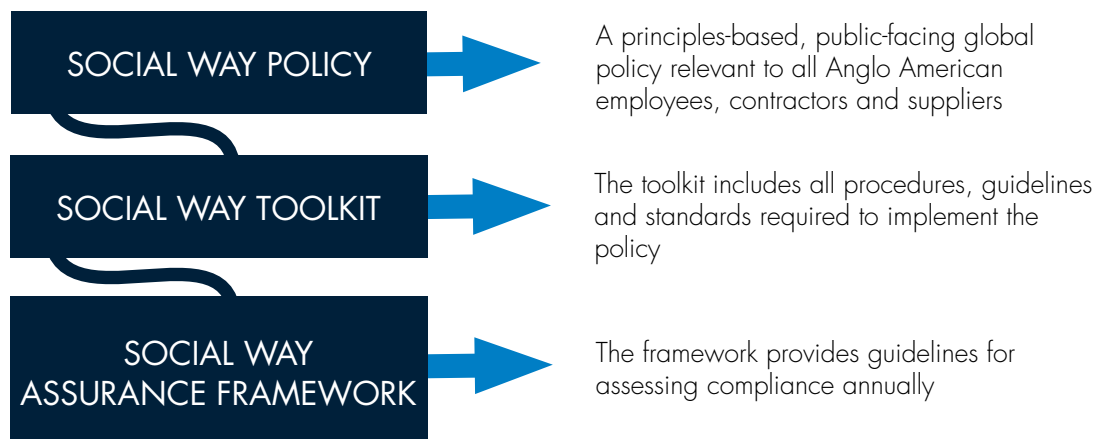 SOCIAL WAY POLICY
A principles-based, public-facing global
policy relevant to all Anglo American
employees, contractors and suppliers
SOCIAL WAY TOOLKIT
The toolkit includes all procedures, guidelines
and standards required to implement the
policy
SOCIAL WAY
ASSURANCE FRAMEWORK
The framework provides guidelines for
assessing compliance annually